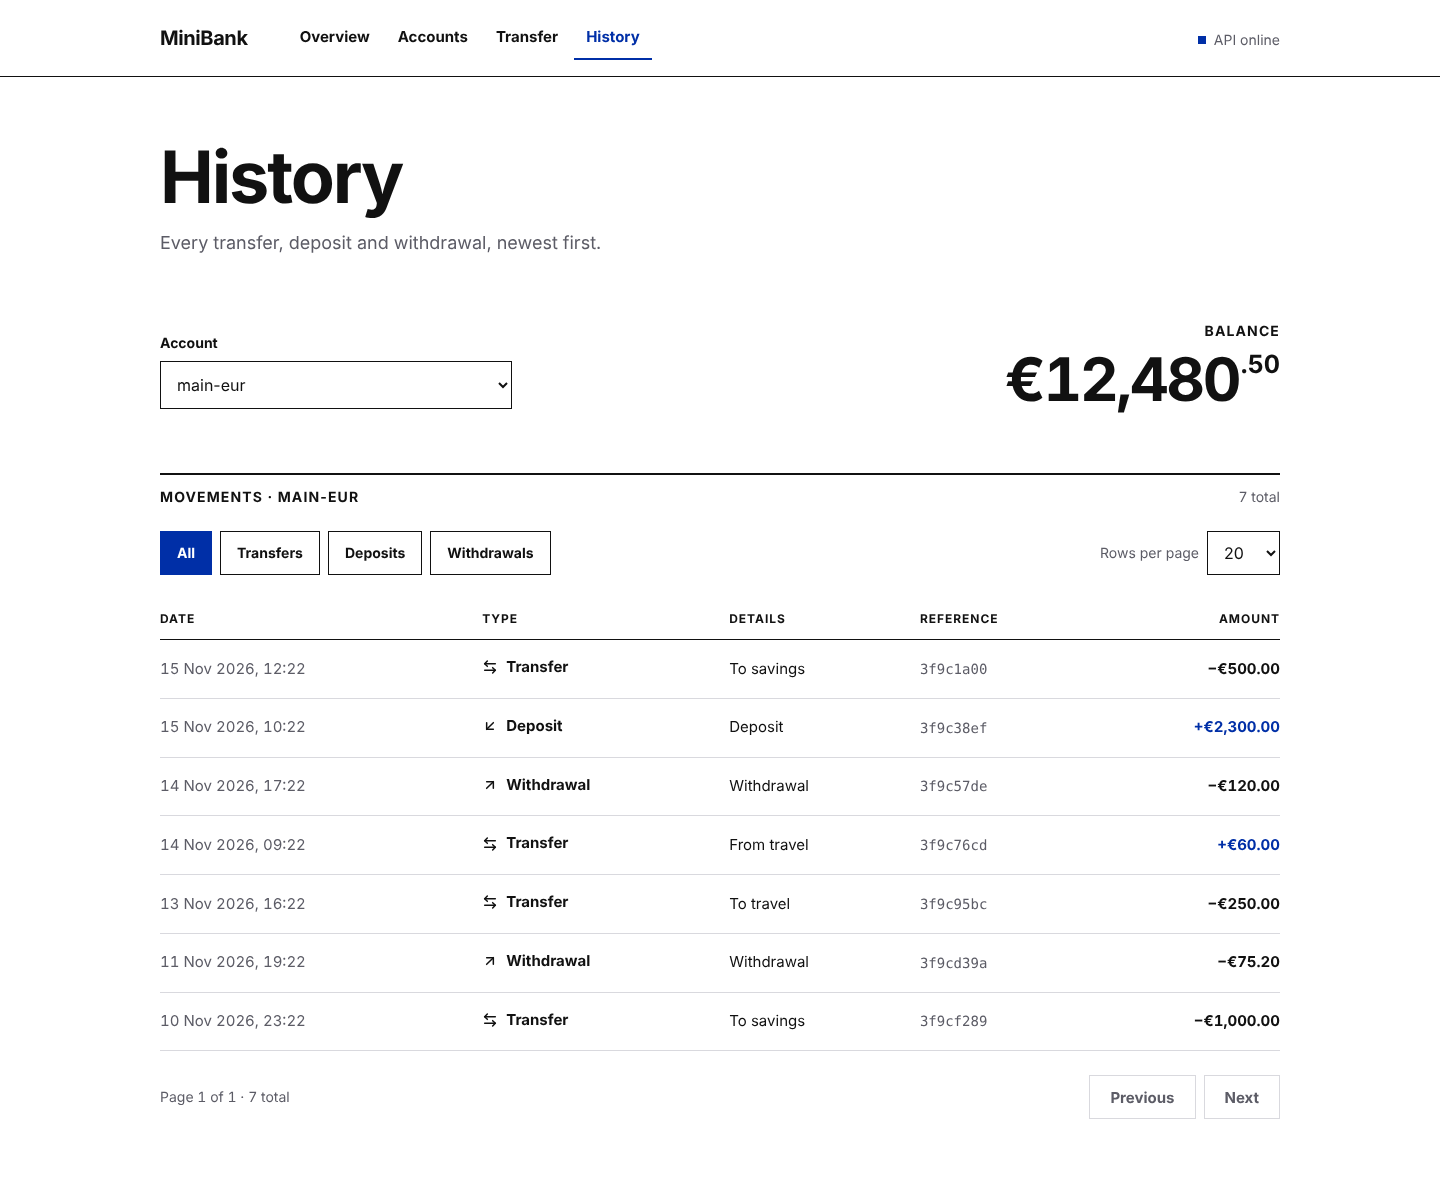 MiniBank Overview Accounts Transfer History API online
History
Every transfer, deposit and withdrawal, newest first.
BALANCE
Account
main-eur €12,480.50
MOVEMENTS · MAIN-EUR 7 total
All Transfers Deposits Withdrawals Rows per page 20
DATE TYPE DETAILS REFERENCE AMOUNT
15 Nov 2026, 12:22 Transfer To savings 3f9c1a00 −€500.00
15 Nov 2026, 10:22 Deposit Deposit 3f9c38ef +€2,300.00
14 Nov 2026, 17:22 Withdrawal Withdrawal 3f9c57de −€120.00
14 Nov 2026, 09:22 Transfer From travel 3f9c76cd +€60.00
13 Nov 2026, 16:22 Transfer To travel 3f9c95bc −€250.00
11 Nov 2026, 19:22 Withdrawal Withdrawal 3f9cd39a −€75.20
10 Nov 2026, 23:22 Transfer To savings 3f9cf289 −€1,000.00
Page 1 of 1 · 7 total Previous Next